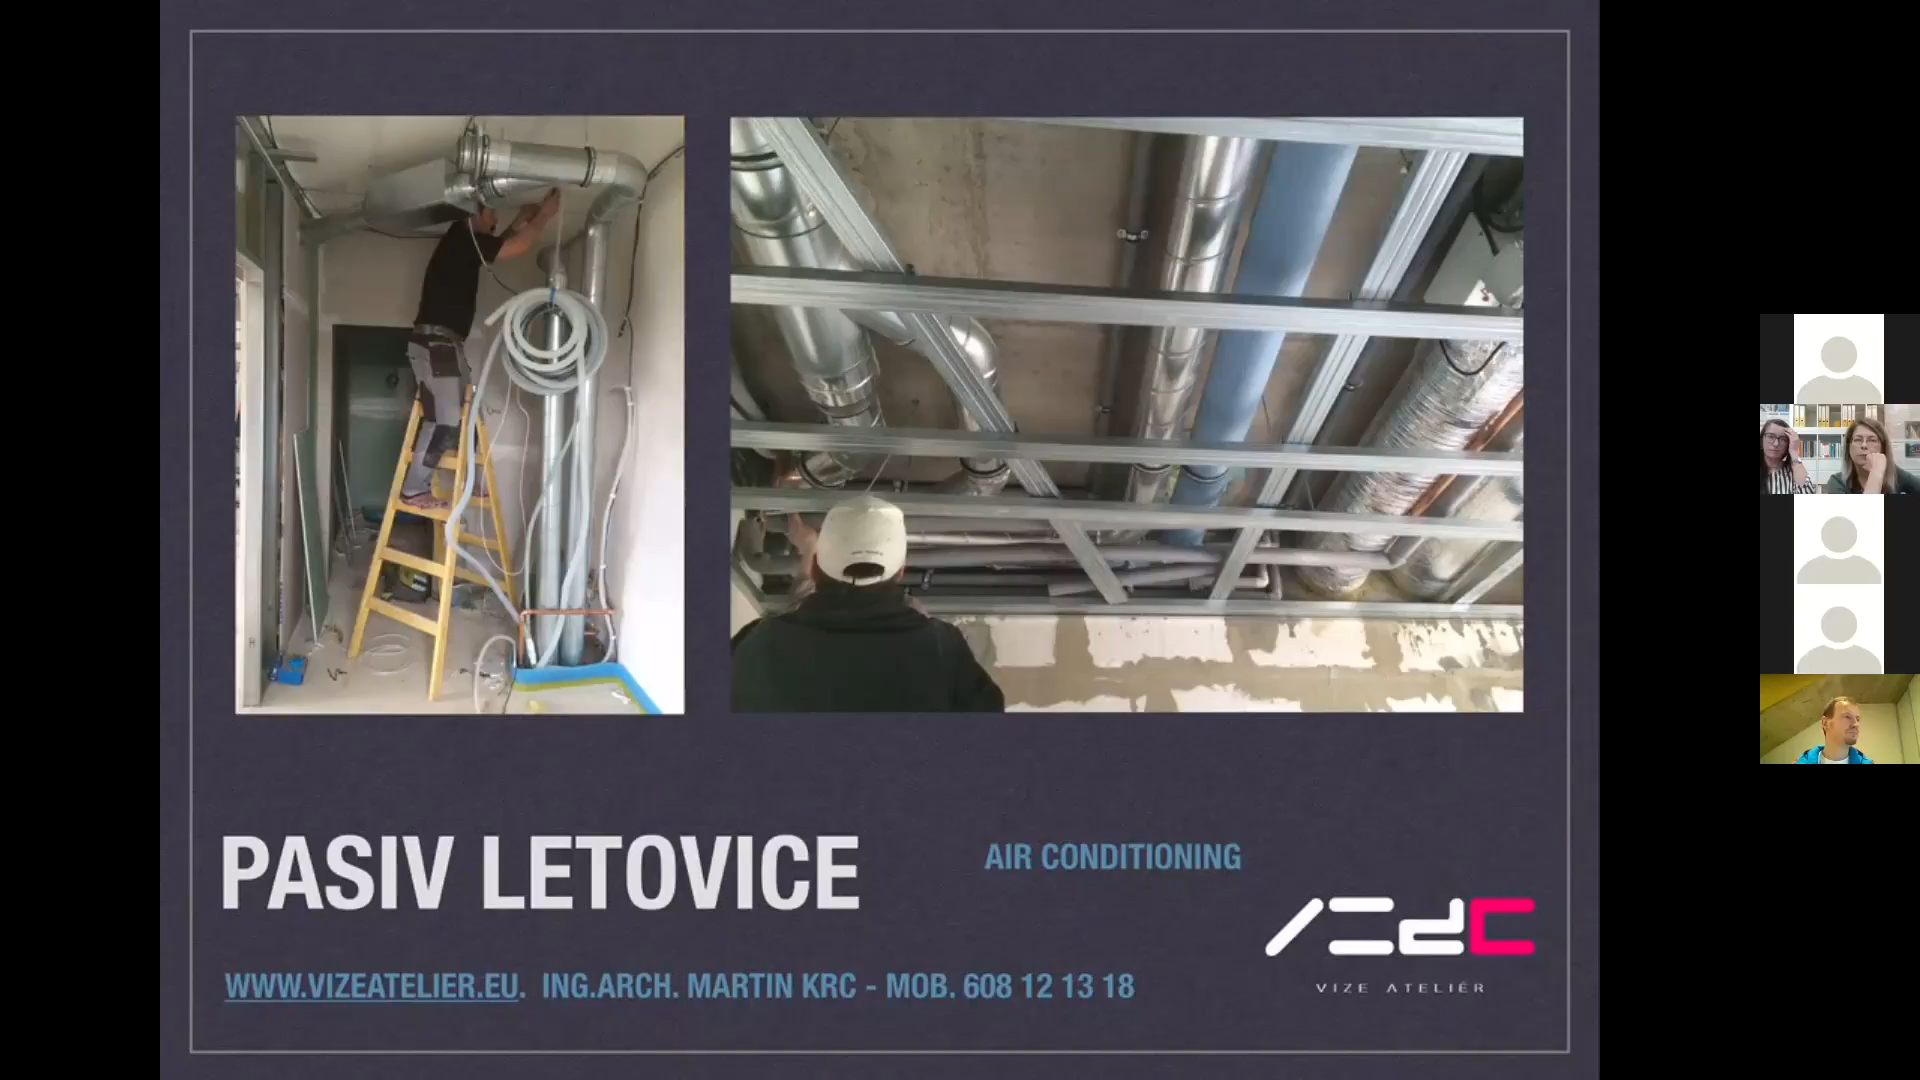 PASIV LETOVICE
AIR CONDITIONING
WWW.VIZEATELIER.EU. ING.ARCH. MARTIN KRC - MOB. 608 12 13 18
VIZE ATELIÉR